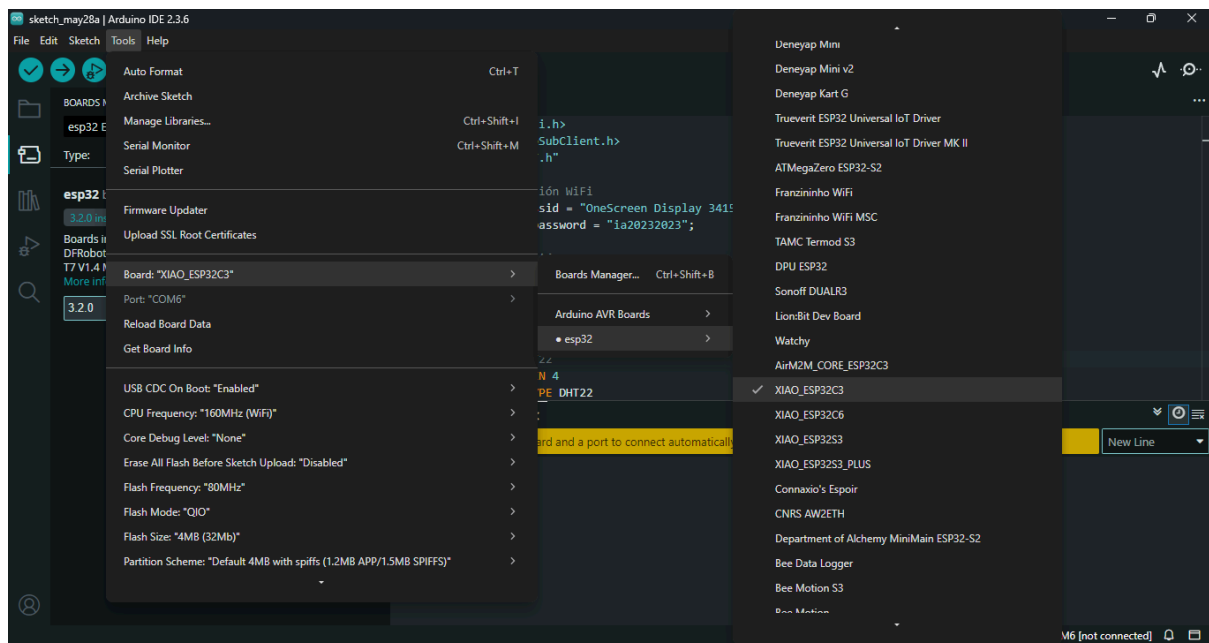 sketch_may28a | Arduino IDE 2.3.6
File Edit Sketch Tools Help
BOARDS M
esp32 E
Type:
esp32 b
3.2.0 ins
Boards in
DFRobot
T7 V1.4 M
More inf
3.2.0
Auto Format Ctrl+T
Archive Sketch
Manage Libraries... Ctrl+Shift+I
Serial Monitor Ctrl+Shift+M
Serial Plotter
Firmware Updater
Upload SSL Root Certificates
Board: "XIAO_ESP32C3"
Port: "COM6"
Reload Board Data
Get Board Info
USB CDC On Boot: "Enabled"
CPU Frequency: "160MHz (WiFi)"
Core Debug Level: "None"
Erase All Flash Before Sketch Upload: "Disabled"
Flash Frequency: "80MHz"
Flash Mode: "QIO"
Flash Size: "4MB (32Mb)"
Partition Scheme: "Default 4MB with spiffs (1.2MB APP/1.5MB SPIFFS)"
i.h>
SubClient.h>
.h"
ión WiFi
sid = "OneScreen Display 3415
assword = "ia20232023";
Boards Manager... Ctrl+Shift+B
Arduino AVR Boards
esp32
22
N 4
PE DHT22
ard and a port to connect automatically
Deneyap Mini
Deneyap Mini v2
Deneyap Kart G
Trueverit ESP32 Universal IoT Driver
Trueverit ESP32 Universal IoT Driver MK II
ATMegaZero ESP32-S2
Franzininho WiFi
Franzininho WiFi MSC
TAMC Termod S3
DPU ESP32
Sonoff DUALR3
Lion:Bit Dev Board
Watchy
AirM2M_CORE_ESP32C3
XIAO_ESP32C3
XIAO_ESP32C6
XIAO_ESP32S3
XIAO_ESP32S3_PLUS
Connaxio's Espoir
CNRS AW2ETH
Department of Alchemy MiniMain ESP32-S2
Bee Data Logger
Bee Motion S3
Bee Motion
New Line
M6 [not connected]